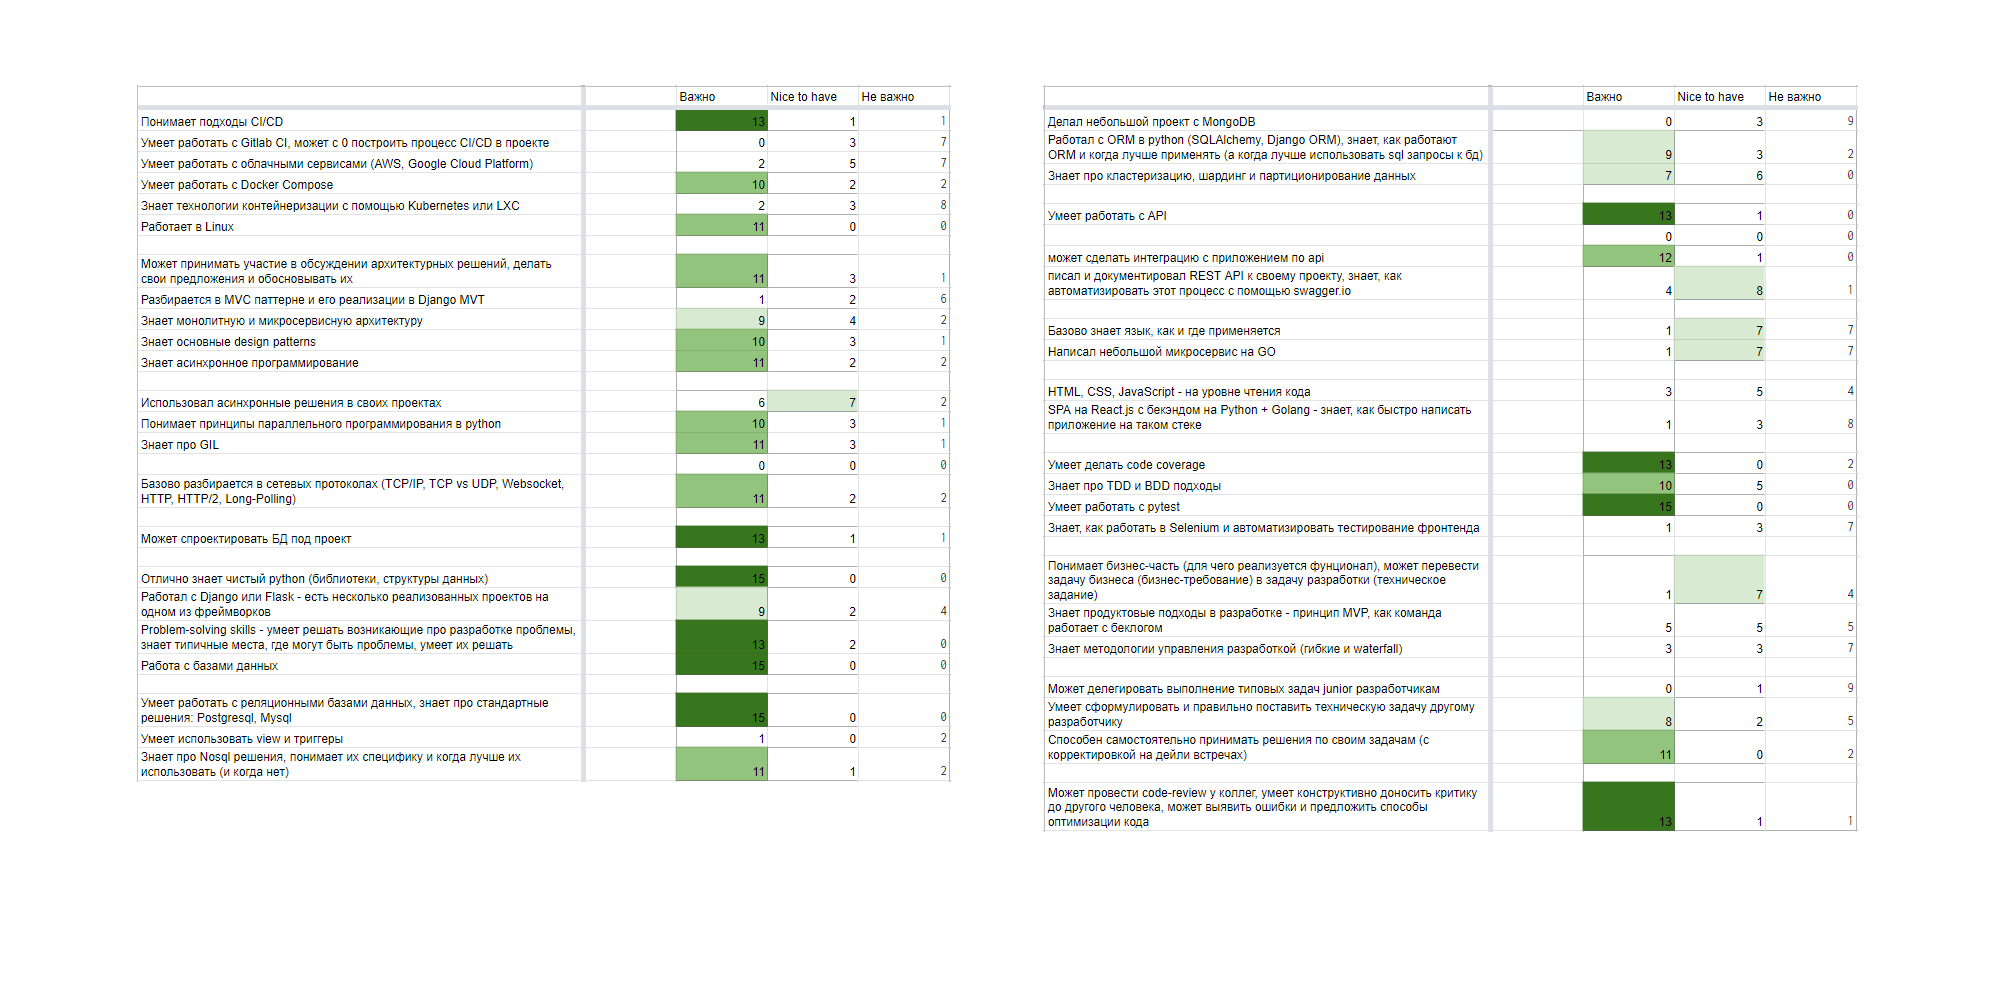 Важно Nice to have Не важно
Понимает подходы CI/CD 13 1 1
Умеет работать с Gitlab CI, может с 0 построить процесс CI/CD в проекте 0 3 7
Умеет работать с облачными сервисами (AWS, Google Cloud Platform) 2 5 7
Умеет работать с Docker Compose 10 2 2
Знает технологии контейнеризации с помощью Kubernetes или LXC 2 3 8
Работает в Linux 11 0 0
Может принимать участие в обсуждении архитектурных решений, делать
свои предложения и обосновывать их 11 3 1
Разбирается в MVC паттерне и его реализации в Django MVT 1 2 6
Знает монолитную и микросервисную архитектуру 9 4 2
Знает основные design patterns 10 3 1
Знает асинхронное программирование 11 2 2
Использовал асинхронные решения в своих проектах 6 7 2
Понимает принципы параллельного программирования в python 10 3 1
Знает про GIL 11 3 1
0 0 0
Базово разбирается в сетевых протоколах (TCP/IP, TCP vs UDP, Websocket,
HTTP, HTTP/2, Long-Polling) 11 2 2
Может спроектировать БД под проект 13 1 1
Отлично знает чистый python (библиотеки, структуры данных) 15 0 0
Работал с Django или Flask - есть несколько реализованных проектов на
одном из фреймворков 9 2 4
Problem-solving skills - умеет решать возникающие про разработке проблемы,
знает типичные места, где могут быть проблемы, умеет их решать 13 2 0
Работа с базами данных 15 0 0
Умеет работать с реляционными базами данных, знает про стандартные
решения: Postgresql, Mysql 15 0 0
Умеет использовать view и триггеры 1 0 2
Знает про Nosql решения, понимает их специфику и когда лучше их
использовать (и когда нет) 11 1 2
Важно Nice to have Не важно
Делал небольшой проект с MongoDB 0 3 9
Работал с ORM в python (SQLAlchemy, Django ORM), знает, как работают
ORM и когда лучше применять (а когда лучше использовать sql запросы к бд) 9 3 2
Знает про кластеризацию, шардинг и партиционирование данных 7 6 0
Умеет работать с API 13 1 0
0 0 0
может сделать интеграцию с приложением по api 12 1 0
писал и документировал REST API к своему проекту, знает, как
автоматизировать этот процесс с помощью swagger.io 4 8 1
Базово знает язык, как и где применяется 1 7 7
Написал небольшой микросервис на GO 1 7 7
HTML, CSS, JavaScript - на уровне чтения кода 3 5 4
SPA на React.js с бекэндом на Python + Golang - знает, как быстро написать
приложение на таком стеке 1 3 8
Умеет делать code coverage 13 0 2
Знает про TDD и BDD подходы 10 5 0
Умеет работать с pytest 15 0 0
Знает, как работать в Selenium и автоматизировать тестирование фронтенда 1 3 7
Понимает бизнес-часть (для чего реализуется фунционал), может перевести
задачу бизнеса (бизнес-требование) в задачу разработки (техническое
задание) 1 7 4
Знает продуктовые подходы в разработке - принцип MVP, как команда
работает с беклогом 5 5 5
Знает методологии управления разработкой (гибкие и waterfall) 3 3 7
Может делегировать выполнение типовых задач junior разработчикам 0 1 9
Умеет сформулировать и правильно поставить техническую задачу другому
разработчику 8 2 5
Способен самостоятельно принимать решения по своим задачам (с
корректировкой на дейли встречах) 11 0 2
Может провести code-review у коллег, умеет конструктивно доносить критику
до другого человека, может выявить ошибки и предложить способы
оптимизации кода 13 1 1